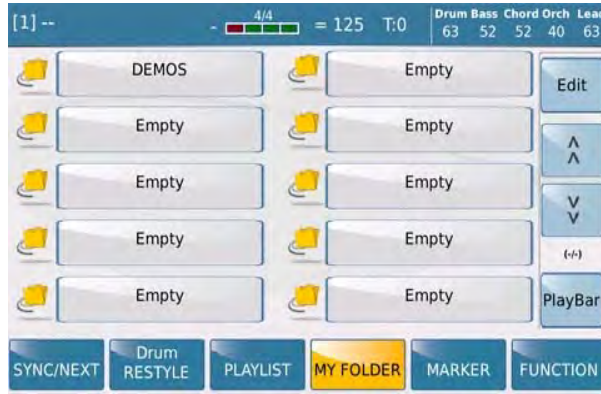 [1] -- - 4/4 = 125 T:0 Drum Bass Chord Orch Lead
63 52 52 40 63
DEMOS Empty Edit
Empty Empty
Empty Empty
Empty Empty (-/-)
Empty Empty PlayBar
SYNC/NEXT Drum RESTYLE PLAYLIST MY FOLDER MARKER FUNCTION